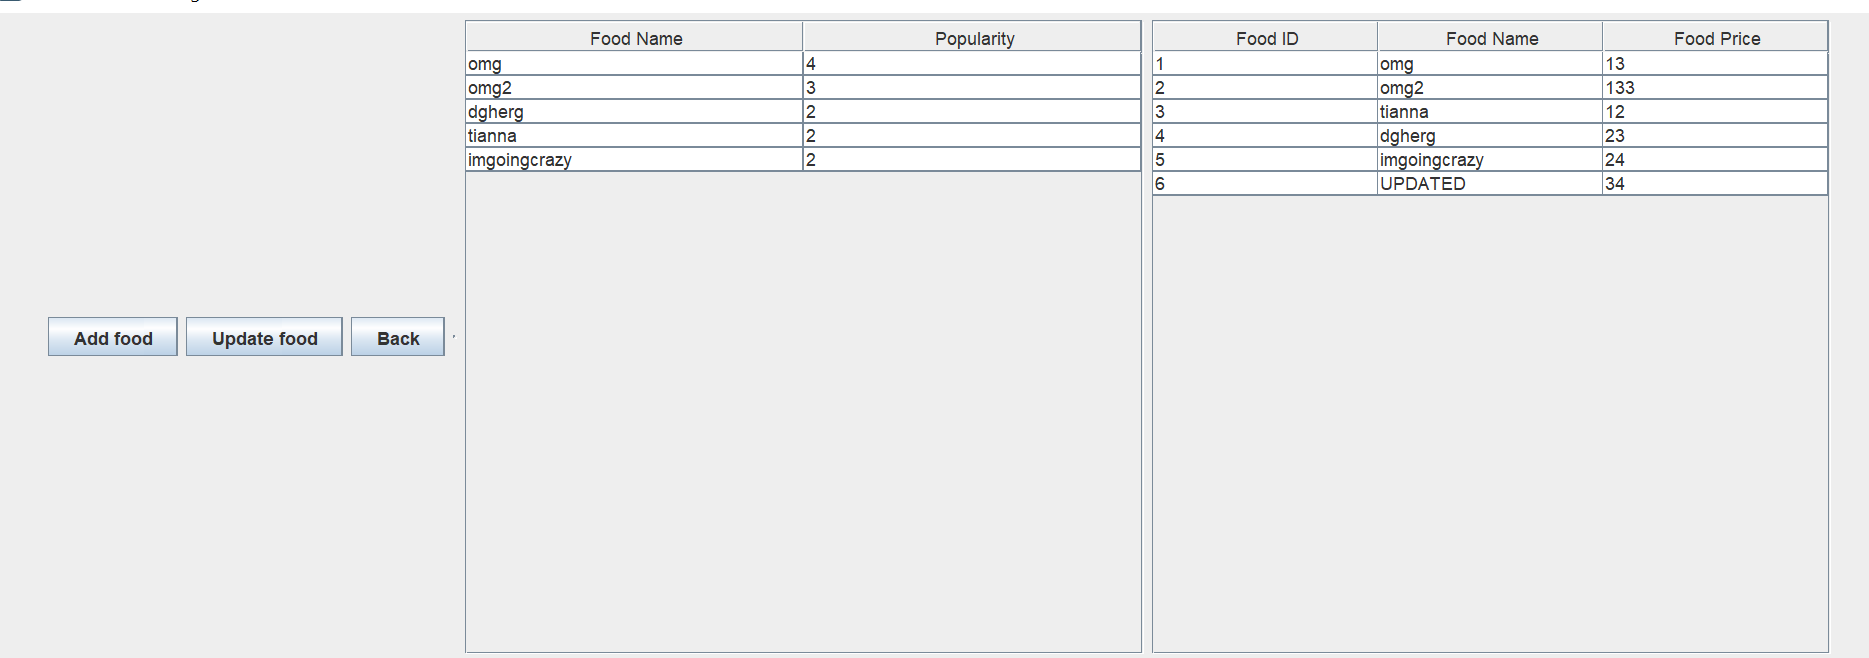 Food Name Popularity
omg 4
omg2 3
dgherg 2
tianna 2
imgoingcrazy 2
Food ID Food Name Food Price
1 omg 13
2 omg2 133
3 tianna 12
4 dgherg 23
5 imgoingcrazy 24
6 UPDATED 34
Add food Update food Back